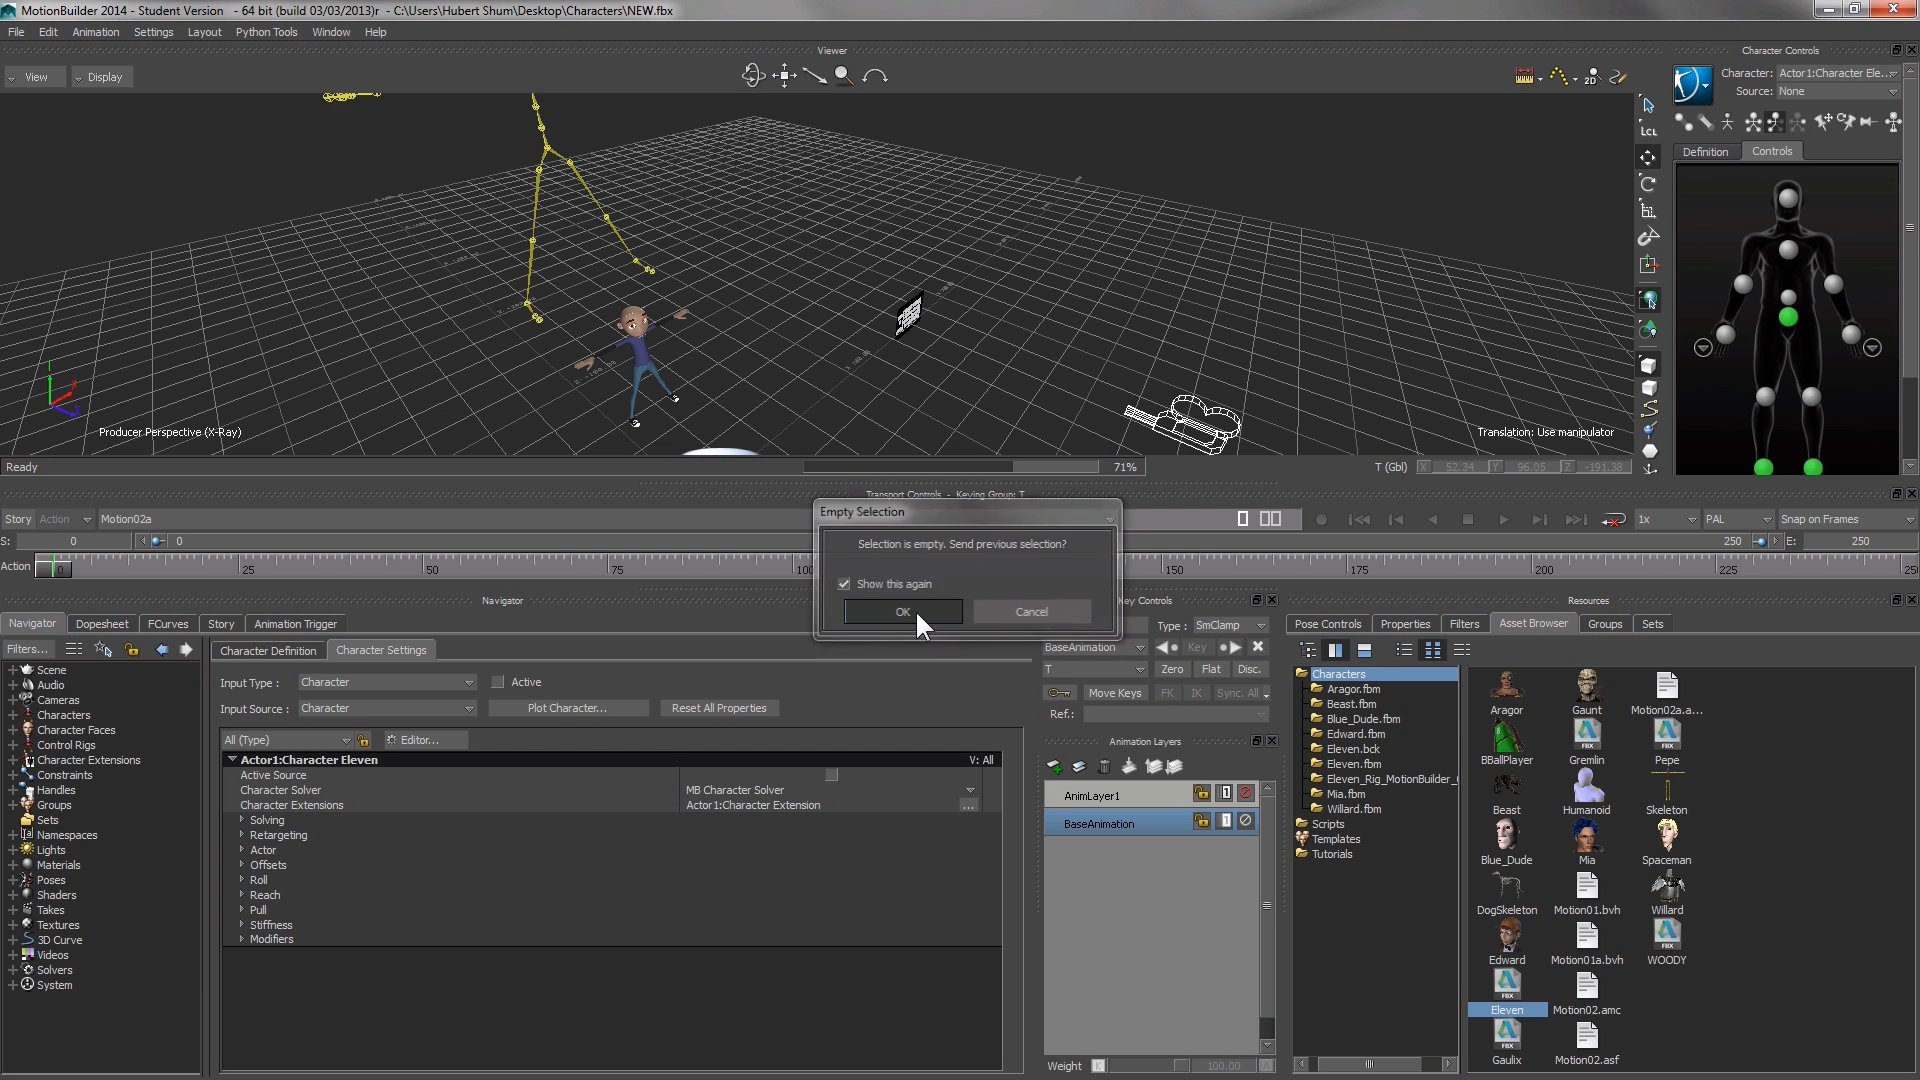 MotionBuilder 2014 - Student Version - 64 bit (build 03/03/2013)r - C:\Users\Hubert Shum\Desktop\Characters\NEW.fbx
File Edit Animation Settings Layout Python Tools Window Help
Viewer
View Display
2D
Producer Perspective (X-Ray)
Translation: Use manipulator
Ready
71%
T (Gbl) X 52.34 Y 96.05 Z -191.38
LCL
Character Controls
Character: Actor1:Character Ele...
Source: None
Definition Controls
Transport Controls - Keying Group: T
Story Action Motion02a
1x PAL Snap on Frames
S: 0 0 250 E: 250
Action 0 25 50 75 100 150 175 200 225 250
Empty Selection
Selection is empty. Send previous selection?
Show this again
OK Cancel
Navigator
Navigator Dopesheet FCurves Story Animation Trigger
Filters...
Scene
Audio
Cameras
Characters
Character Faces
Control Rigs
Character Extensions
Constraints
Handles
Groups
Sets
Namespaces
Lights
Materials
Poses
Shaders
Takes
Textures
3D Curve
Videos
Solvers
System
Character Definition Character Settings
Input Type : Character Active
Input Source : Character Plot Character... Reset All Properties
All (Type) Editor...
Actor1:Character Eleven V: All
Active Source
Character Solver MB Character Solver
Character Extensions Actor1:Character Extension ...
Solving
Retargeting
Actor
Offsets
Roll
Reach
Pull
Stiffness
Modifiers
Key Controls
Type : SmClamp
BaseAnimation Key
T Zero Flat Disc.
Move Keys FK IK Sync. All
Ref.:
Animation Layers
AnimLayer1
BaseAnimation
Weight K 100.00 A
Resources
Pose Controls Properties Filters Asset Browser Groups Sets
Characters
Aragor.fbm
Beast.fbm
Blue_Dude.fbm
Edward.fbm
Eleven.bck
Eleven.fbm
Eleven_Rig_MotionBuilder_
Mia.fbm
Willard.fbm
Scripts
Templates
Tutorials
Aragor Gaunt Motion02a.a...
BBallPlayer Gremlin Pepe
Beast Humanoid Skeleton
Blue_Dude Mia Spaceman
DogSkeleton Motion01.bvh Willard
Edward Motion01a.bvh WOODY
Eleven Motion02.amc
Gaulix Motion02.asf